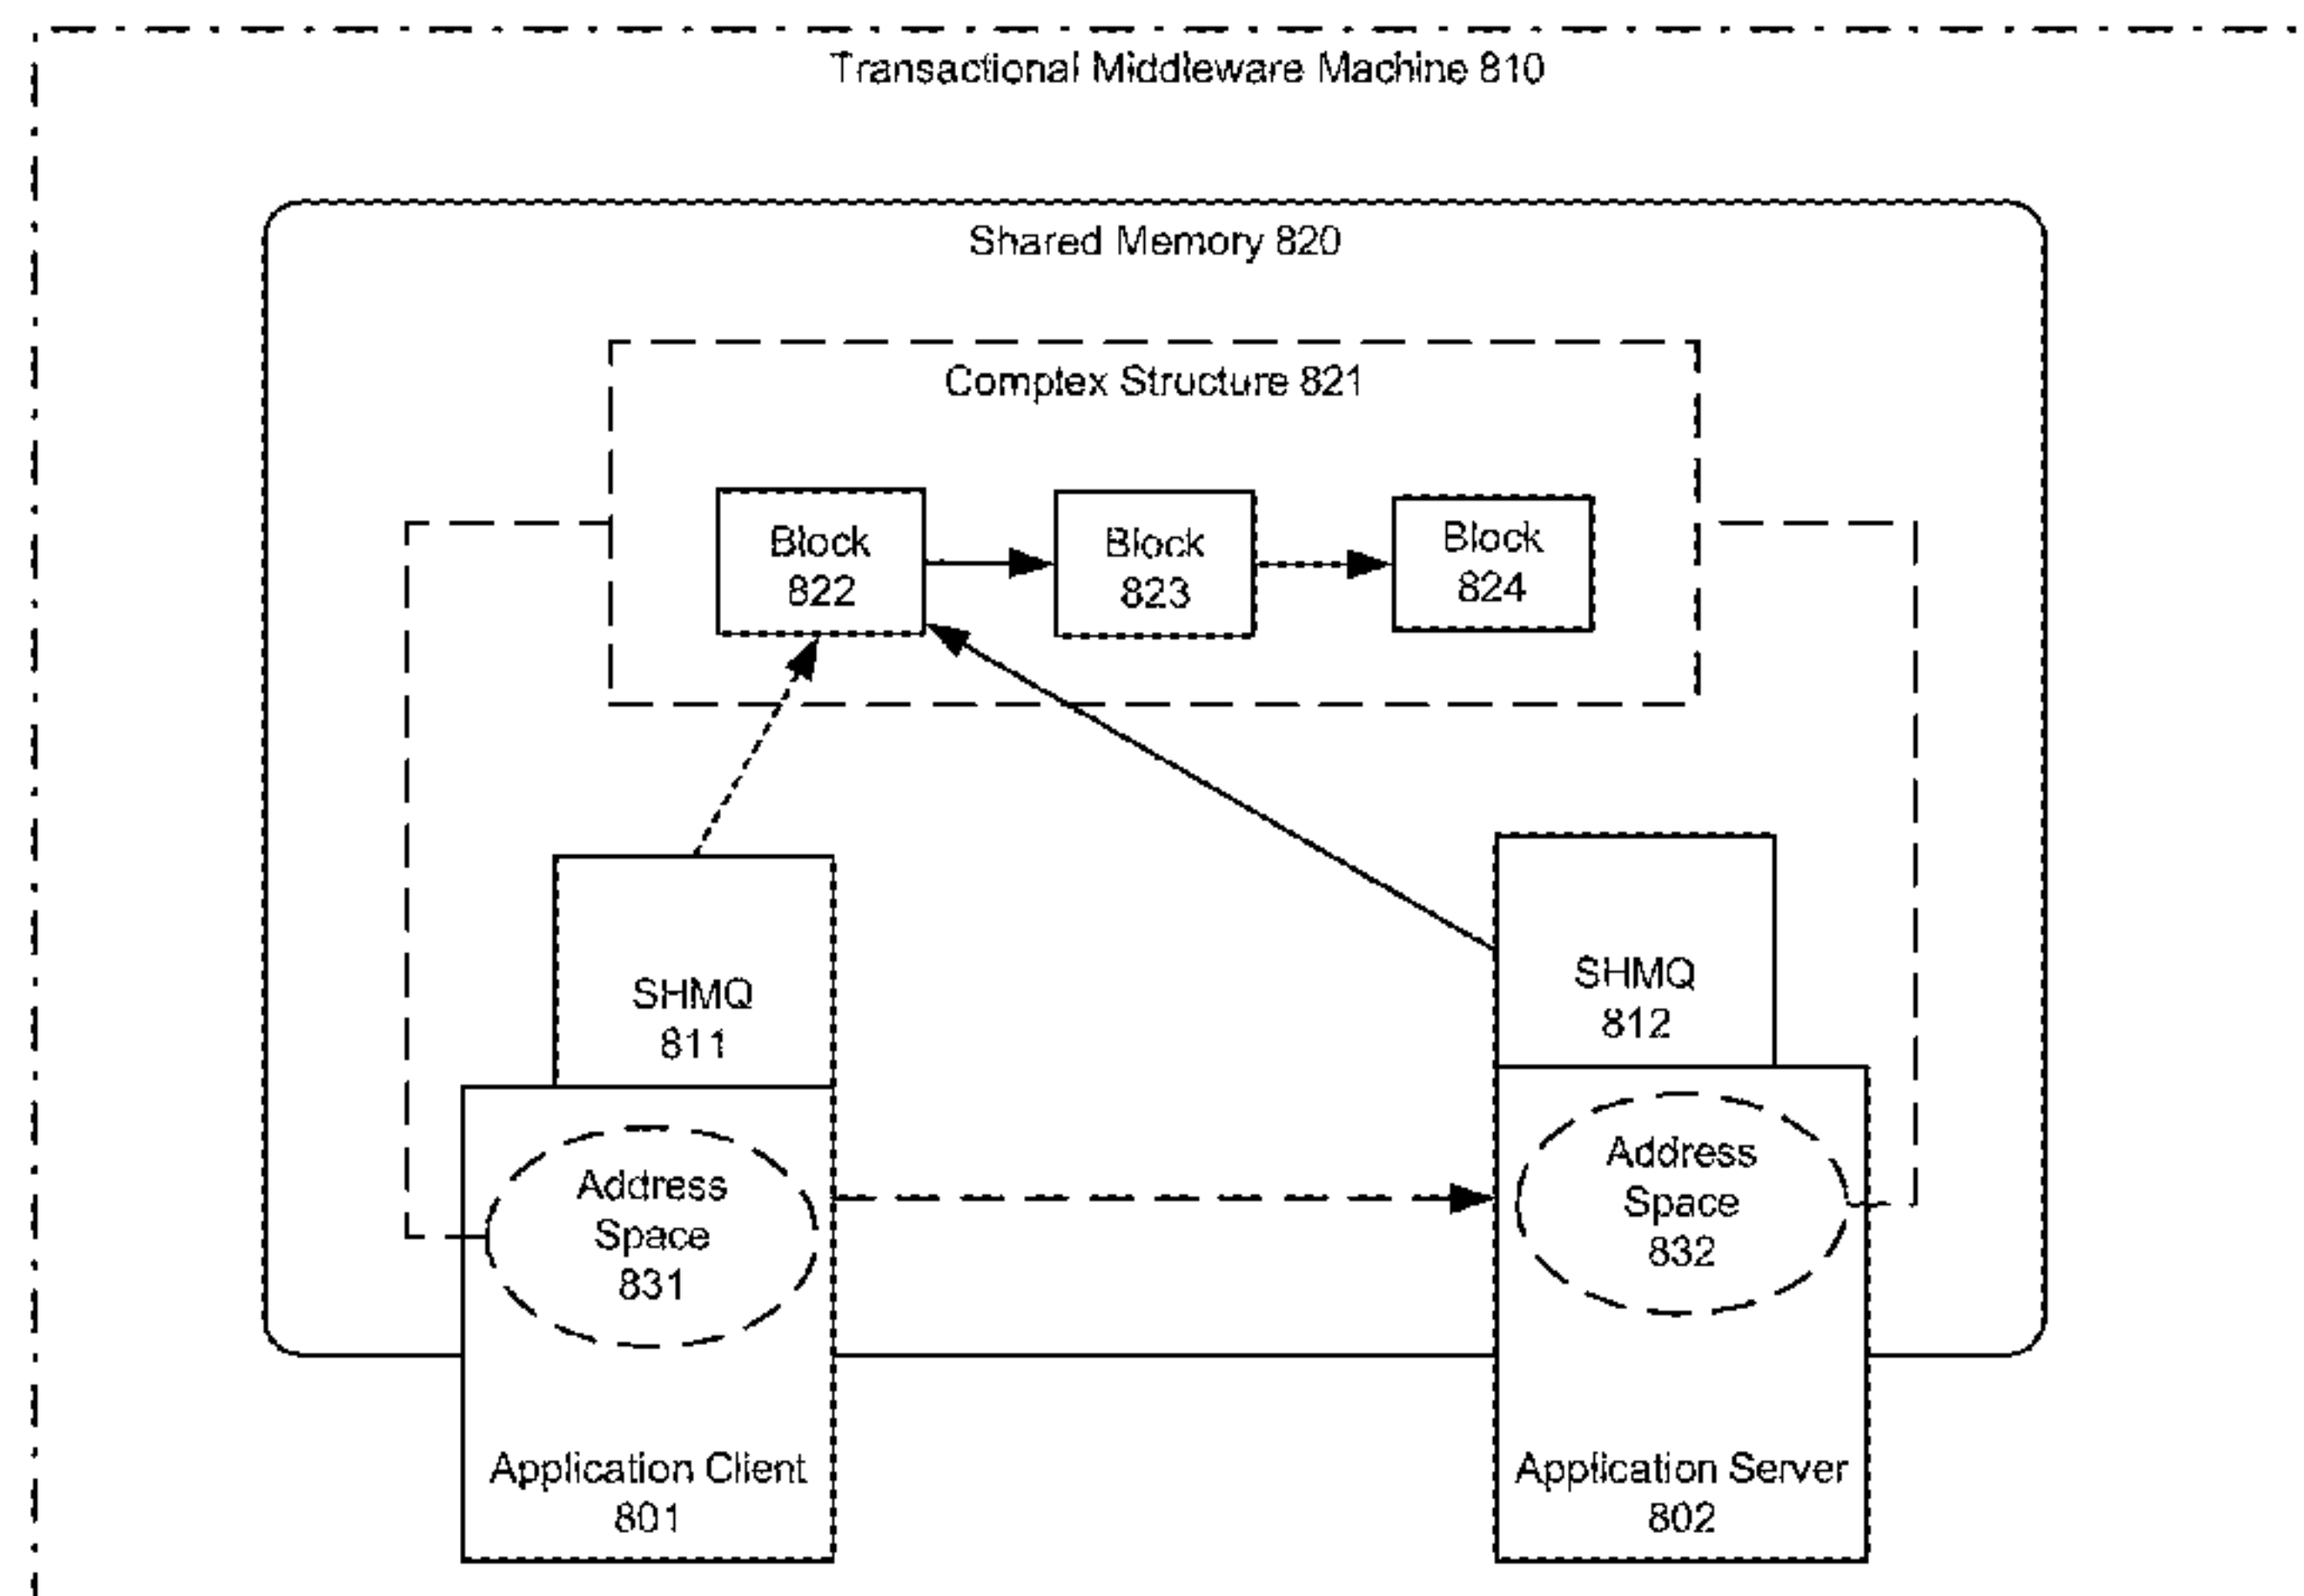 Transactional Middleware Machine 810
Shared Memory 820
Complex Structure 821
Block
822
Block
823
Block
824
SHMQ
811
SHMQ
812
Address
Space
831
Address
Space
832
Application Client
801
Application Server
802